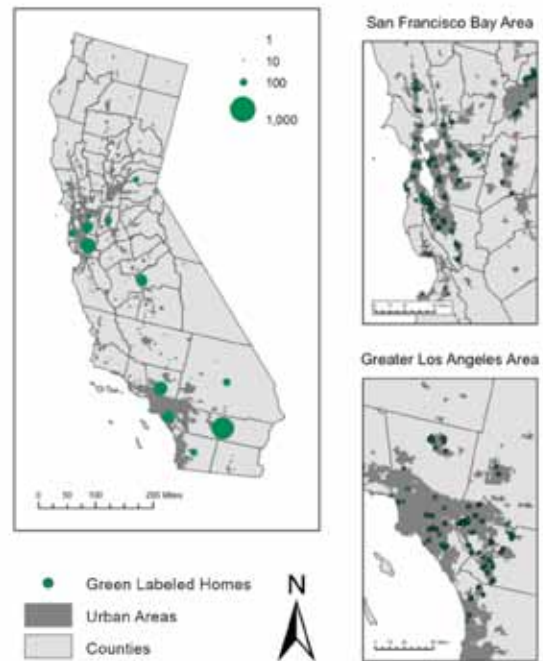 San Francisco Bay Area
1
10
100
1,000
Greater Los Angeles Area
0 50 100 200 Miles
Green Labeled Homes
Urban Areas
Counties
N